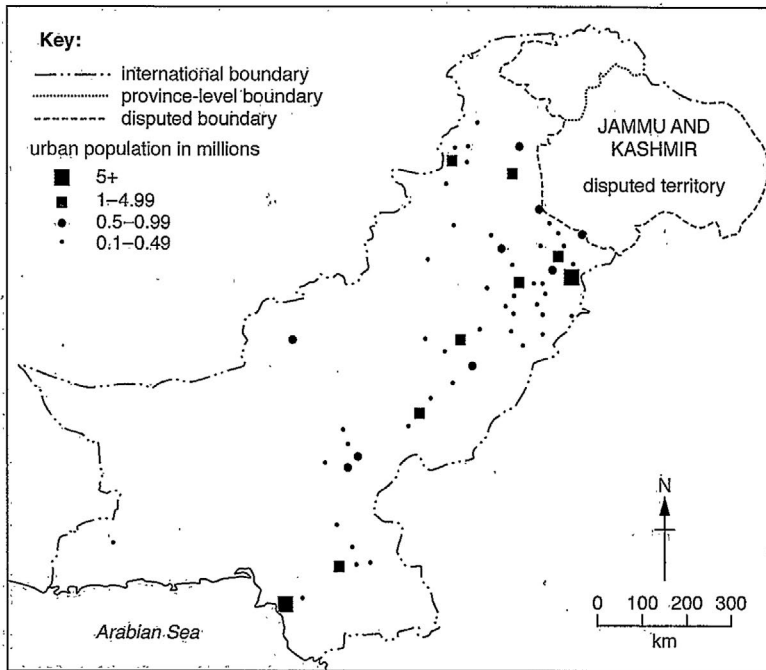 Key:
international boundary
province-level boundary
disputed boundary
urban population in millions
5+
1–4.99
0.5–0.99
0.1–0.49
JAMMU AND
KASHMIR
disputed territory
N
0 100 200 300
km
Arabian Sea